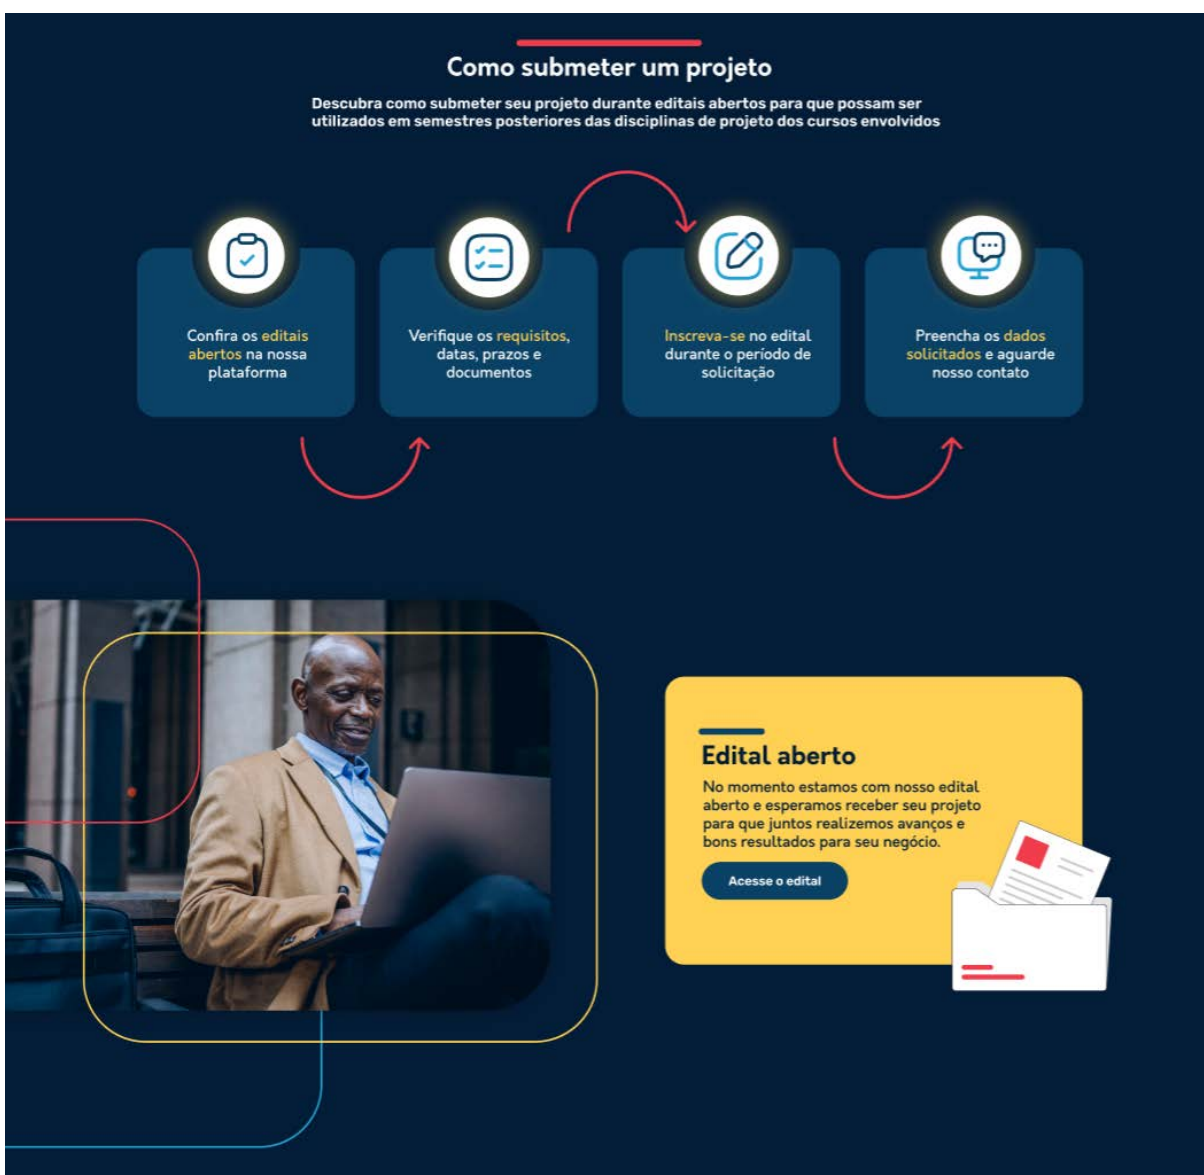 Como submeter um projeto
Descubra como submeter seu projeto durante editais abertos para que possam ser
utilizados em semestres posteriores das disciplinas de projeto dos cursos envolvidos
Confira os editais
abertos na nossa
plataforma
Verifique os requisitos,
datas, prazos e
documentos
Inscreva-se no edital
durante o período de
solicitação
Preencha os dados
solicitados e aguarde
nosso contato
Edital aberto
No momento estamos com nosso edital
aberto e esperamos receber seu projeto
para que juntos realizemos avanços e
bons resultados para seu negócio.
Acesse o edital